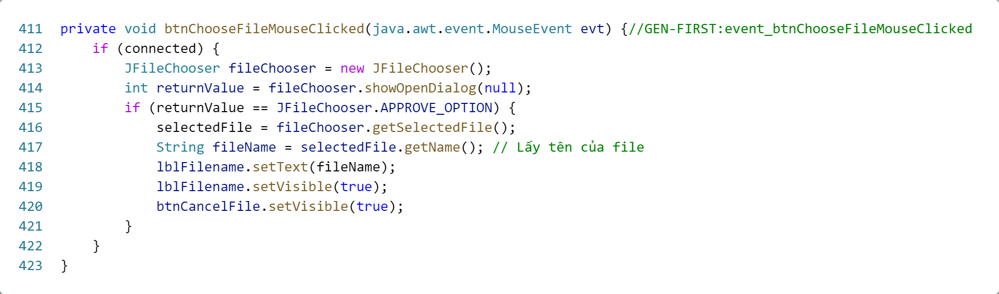 411 private void btnChooseFileMouseClicked(java.awt.event.MouseEvent evt) {//GEN-FIRST:event_btnChooseFileMouseClicked
412     if (connected) {
413         JFileChooser fileChooser = new JFileChooser();
414         int returnValue = fileChooser.showOpenDialog(null);
415         if (returnValue == JFileChooser.APPROVE_OPTION) {
416             selectedFile = fileChooser.getSelectedFile();
417             String fileName = selectedFile.getName(); // Lấy tên của file
418             lblFilename.setText(fileName);
419             lblFilename.setVisible(true);
420             btnCancelFile.setVisible(true);
421         }
422     }
423 }